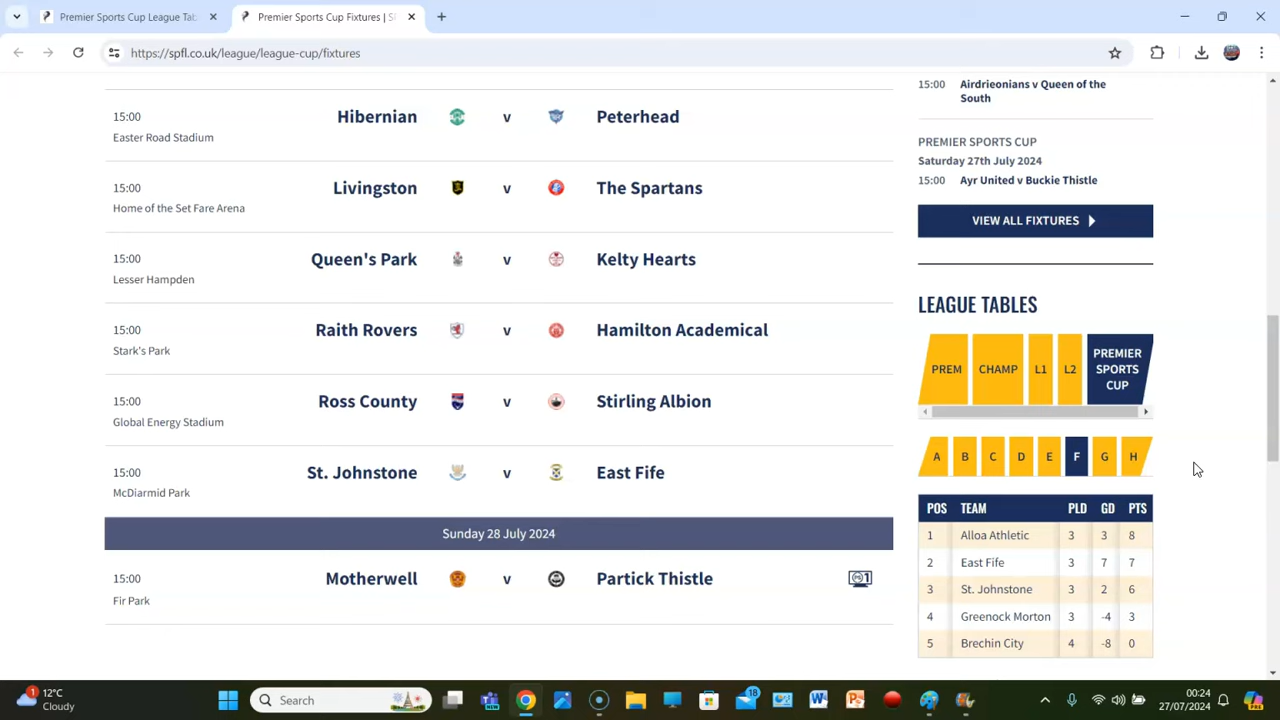 Premier Sports Cup League Tab
Premier Sports Cup Fixtures | S
https://spfl.co.uk/league/league-cup/fixtures
15:00
Hibernian
v
Peterhead
Easter Road Stadium
15:00
Livingston
v
The Spartans
Home of the Set Fare Arena
15:00
Queen's Park
v
Kelty Hearts
Lesser Hampden
15:00
Raith Rovers
v
Hamilton Academical
Stark's Park
15:00
Ross County
v
Stirling Albion
Global Energy Stadium
15:00
St. Johnstone
v
East Fife
McDiarmid Park
Sunday 28 July 2024
15:00
Motherwell
v
Partick Thistle
1
Fir Park
15:00 Airdrieonians v Queen of the
South
PREMIER SPORTS CUP
Saturday 27th July 2024
15:00 Ayr United v Buckie Thistle
VIEW ALL FIXTURES
LEAGUE TABLES
PREM
CHAMP
L1
L2
PREMIER
SPORTS
CUP
A B C D E F G H
POS TEAM PLD GD PTS
1 Alloa Athletic 3 3 8
2 East Fife 3 7 7
3 St. Johnstone 3 2 6
4 Greenock Morton 3 -4 3
5 Brechin City 4 -8 0
1
12°C
Cloudy
Search
18
00:24
27/07/2024